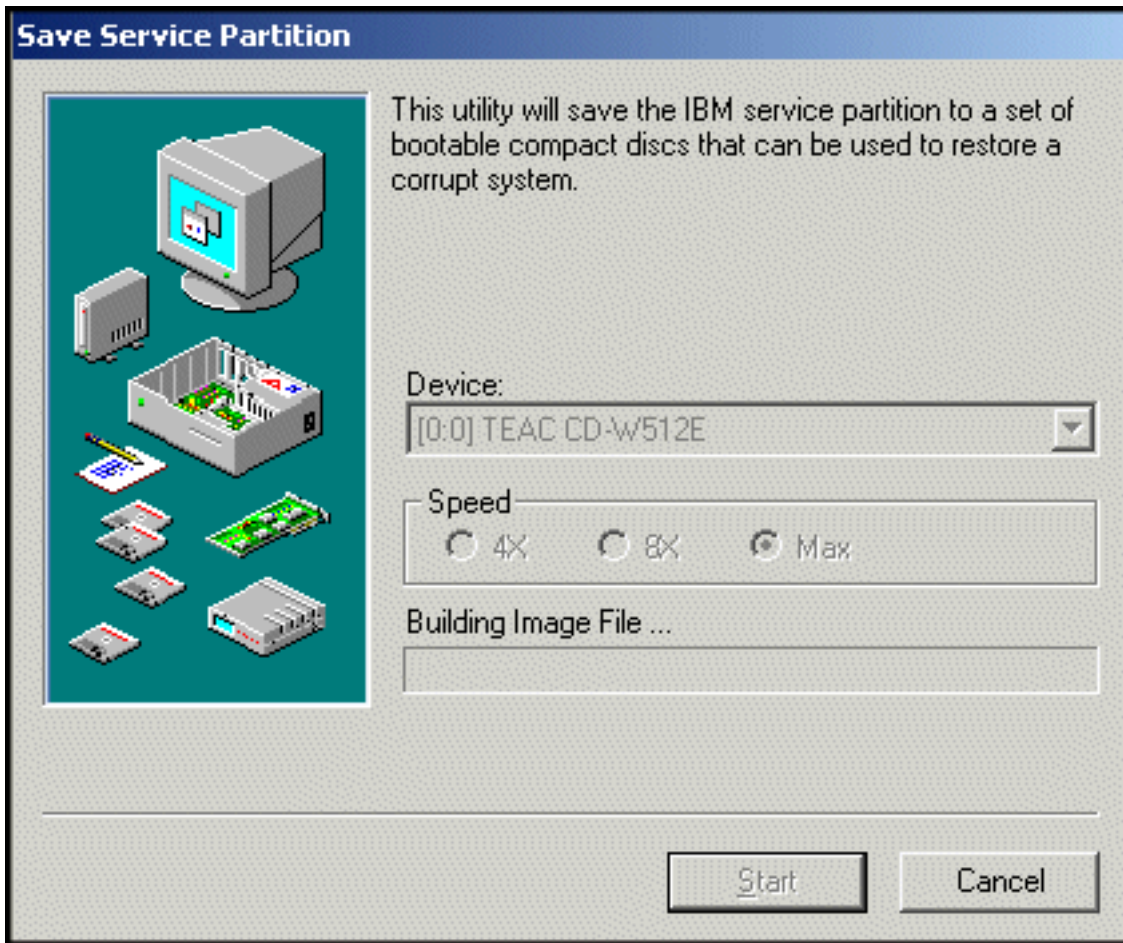 Save Service Partition
This utility will save the IBM service partition to a set of
bootable compact discs that can be used to restore a
corrupt system.
Device:
[0:0] TEAC CD-W512E
Speed
4X 8X Max
Building Image File ...
Start Cancel